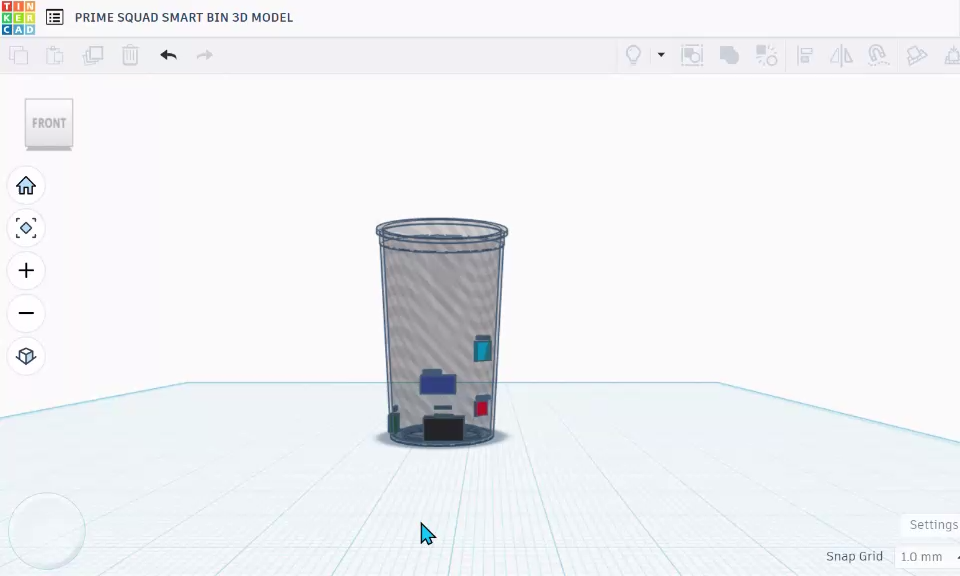 TIN
KER
CAD
PRIME SQUAD SMART BIN 3D MODEL
FRONT
Settings
Snap Grid 1.0 mm